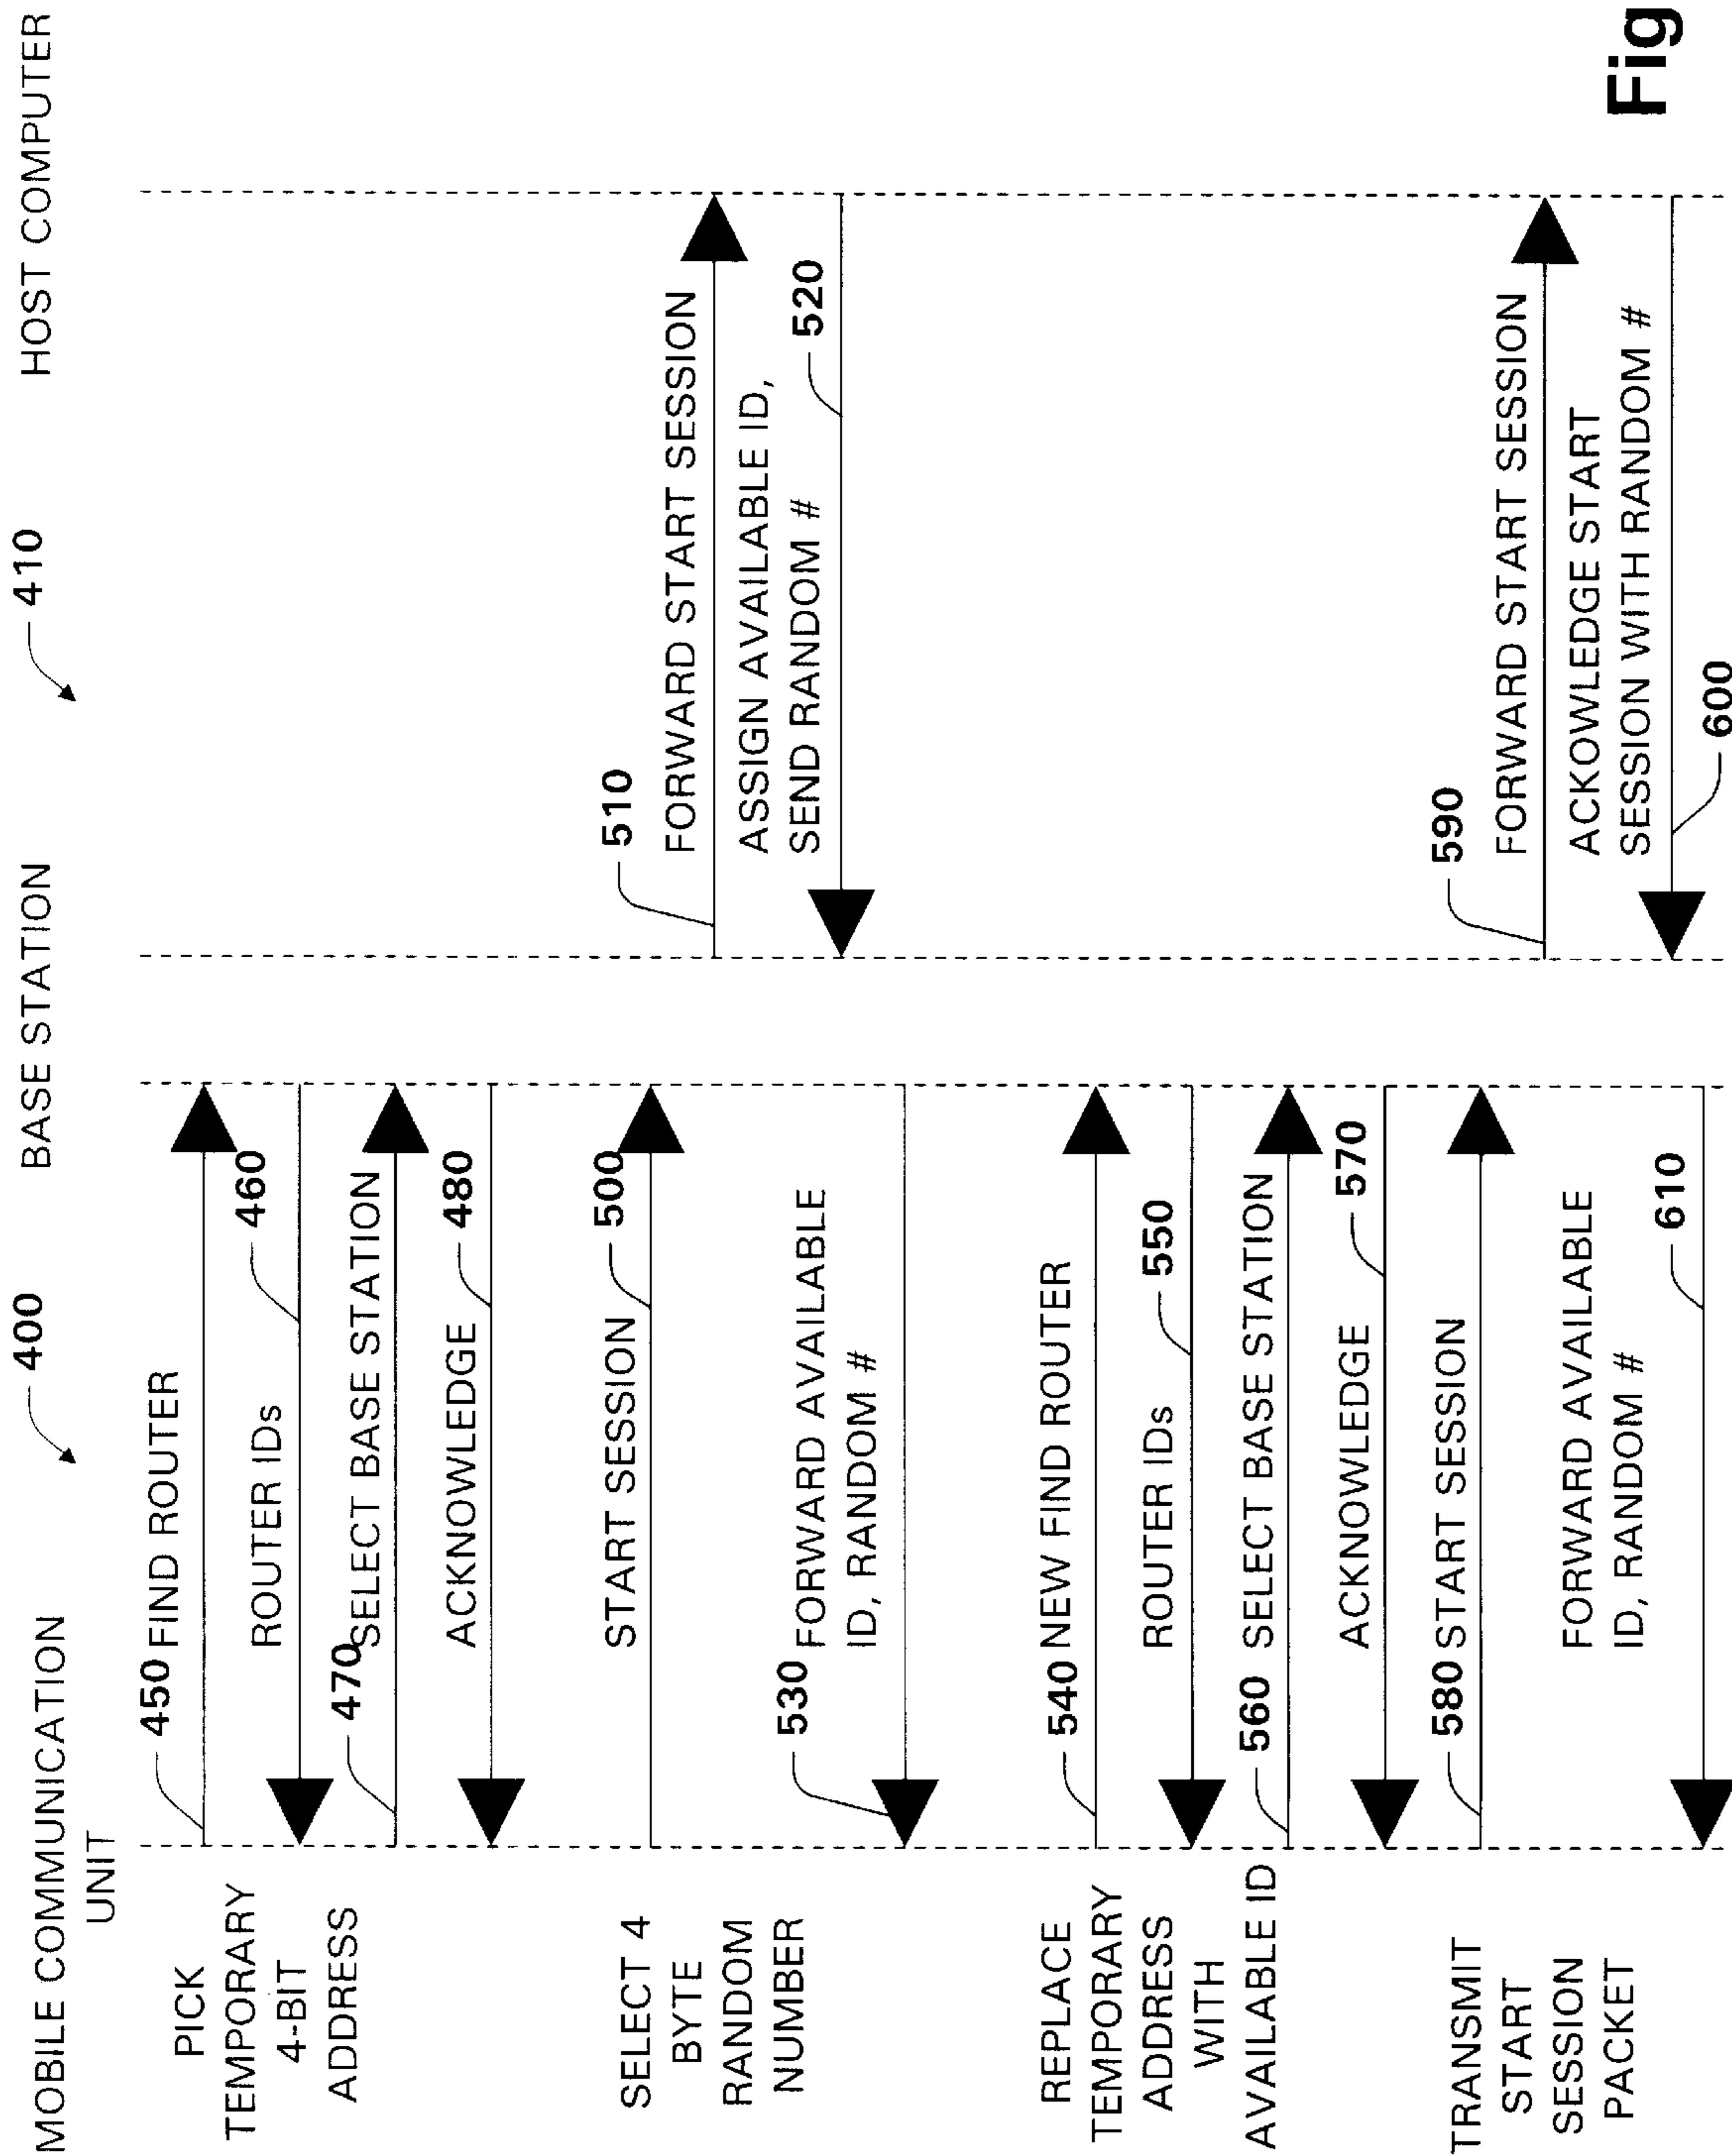 400
410
MOBILE COMMUNICATION
UNIT
BASE STATION
HOST COMPUTER
PICK
TEMPORARY
4-BIT
ADDRESS
450 FIND ROUTER
460
ROUTER IDs
470
SELECT BASE STATION
480
ACKNOWLEDGE
SELECT 4
BYTE
RANDOM
NUMBER
500
START SESSION
510
FORWARD START SESSION
ASSIGN AVAILABLE ID,
SEND RANDOM #
520
530
FORWARD AVAILABLE
ID, RANDOM #
REPLACE
TEMPORARY
ADDRESS
WITH
AVAILABLE ID
540 NEW FIND ROUTER
ROUTER IDs
550
560 SELECT BASE STATION
570
ACKNOWLEDGE
TRANSMIT
START
SESSION
PACKET
580 START SESSION
590
FORWARD START SESSION
ACKOWLEDGE START
SESSION WITH RANDOM #
600
FORWARD AVAILABLE
ID, RANDOM #
610
Fig